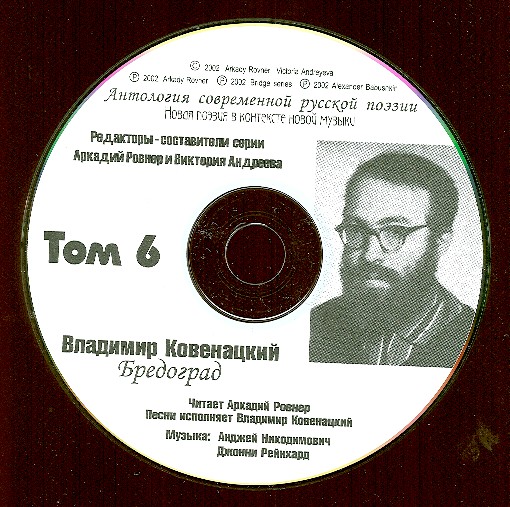 © 2002 Arkady Rovner Victoria Andreyeva
℗ 2002 Arkady Rovner ℗ 2002 Bridge series ℗ 2002 Alexander Babushkin
Антология современной русской поэзии
Новая поэзия в контексте новой музыки
Редакторы-составители серии
Аркадий Ровнер и Виктория Андреева
Том 6
Владимир Ковенацкий
Бредоград
Читает Аркадий Ровнер
Песни исполняет Владимир Ковенацкий
Музыка: Анджей Никодимович
Джонни Рейнхард